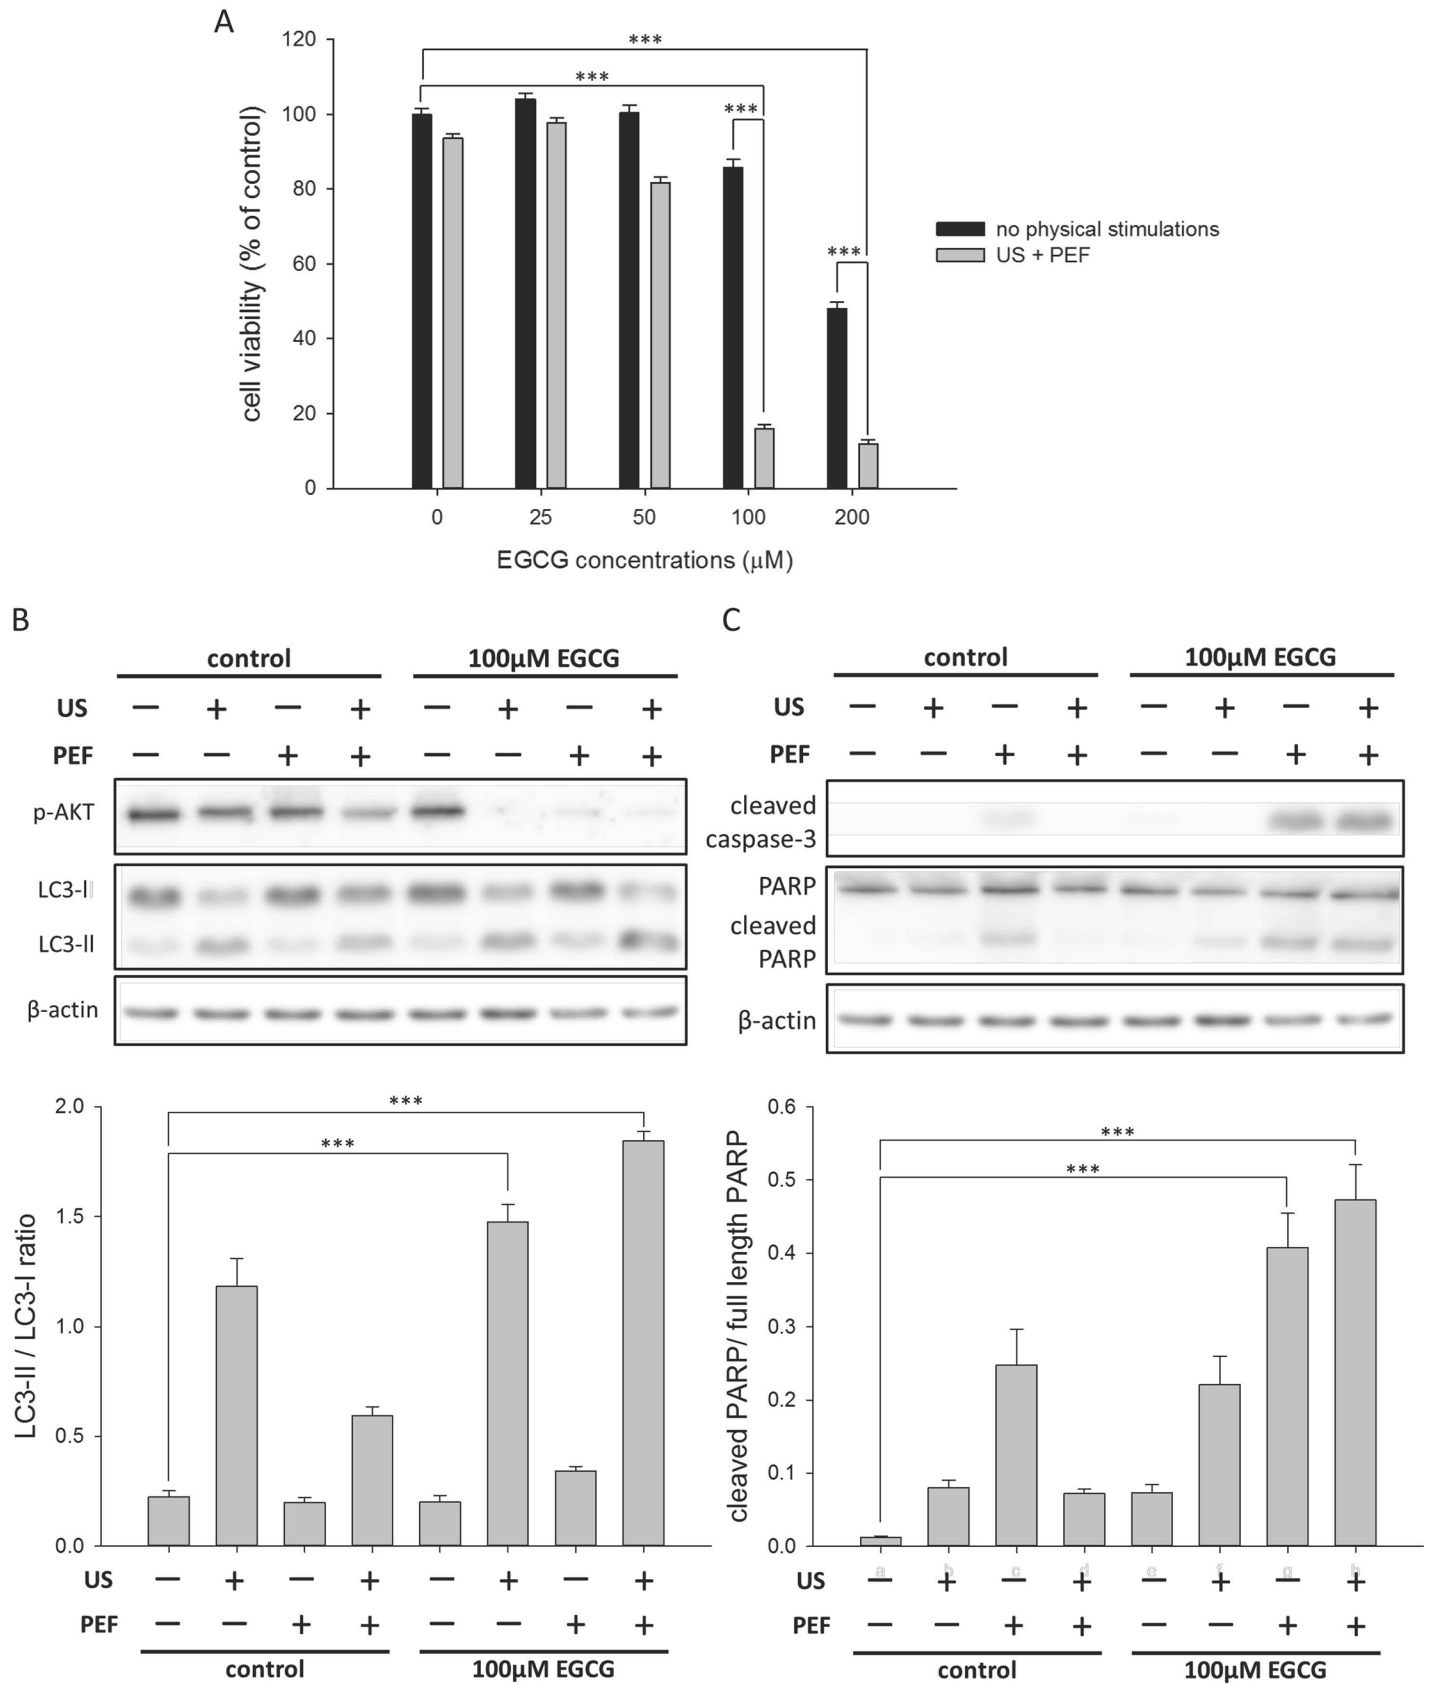 A
120
100
80
60
40
20
0
***
***
***
***
cell viability (% of control)
no physical stimulations
US + PEF
0 25 50 100 200
EGCG concentrations (μM)
B
control 100μM EGCG
US — + — + — + — +
PEF — — + + — — + +
p-AKT
LC3-I
LC3-II
β-actin
2.0
1.5
1.0
0.5
0.0
***
***
LC3-II / LC3-I ratio
US — + — + — + — +
PEF — — + + — — + +
control 100μM EGCG
C
control 100μM EGCG
US — + — + — + — +
PEF — — + + — — + +
cleaved
caspase-3
PARP
cleaved
PARP
β-actin
0.6
0.5
0.4
0.3
0.2
0.1
0.0
***
***
cleaved PARP/ full length PARP
a b c d e f g h
US — + — + — + — +
PEF — — + + — — + +
control 100μM EGCG